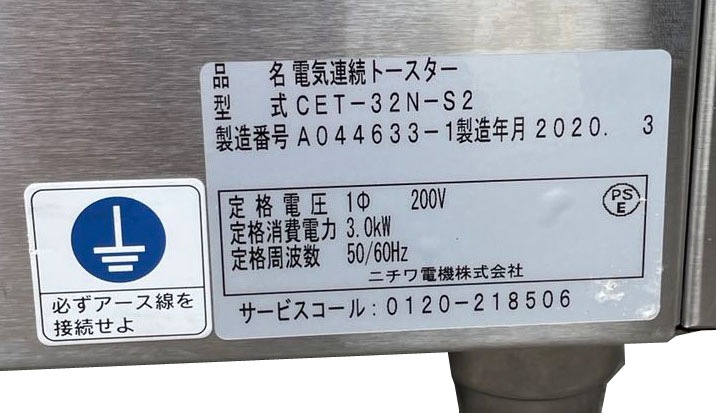 品 名 電気連続トースター
型 式 CET-32N-S2
製造番号 A044633-1 製造年月 2020. 3
定格電圧 1Φ 200V
定格消費電力 3.0kW
定格周波数 50/60Hz
PS
E
ニチワ電機株式会社
サービスコール:0120-218506
必ずアース線を
接続せよ